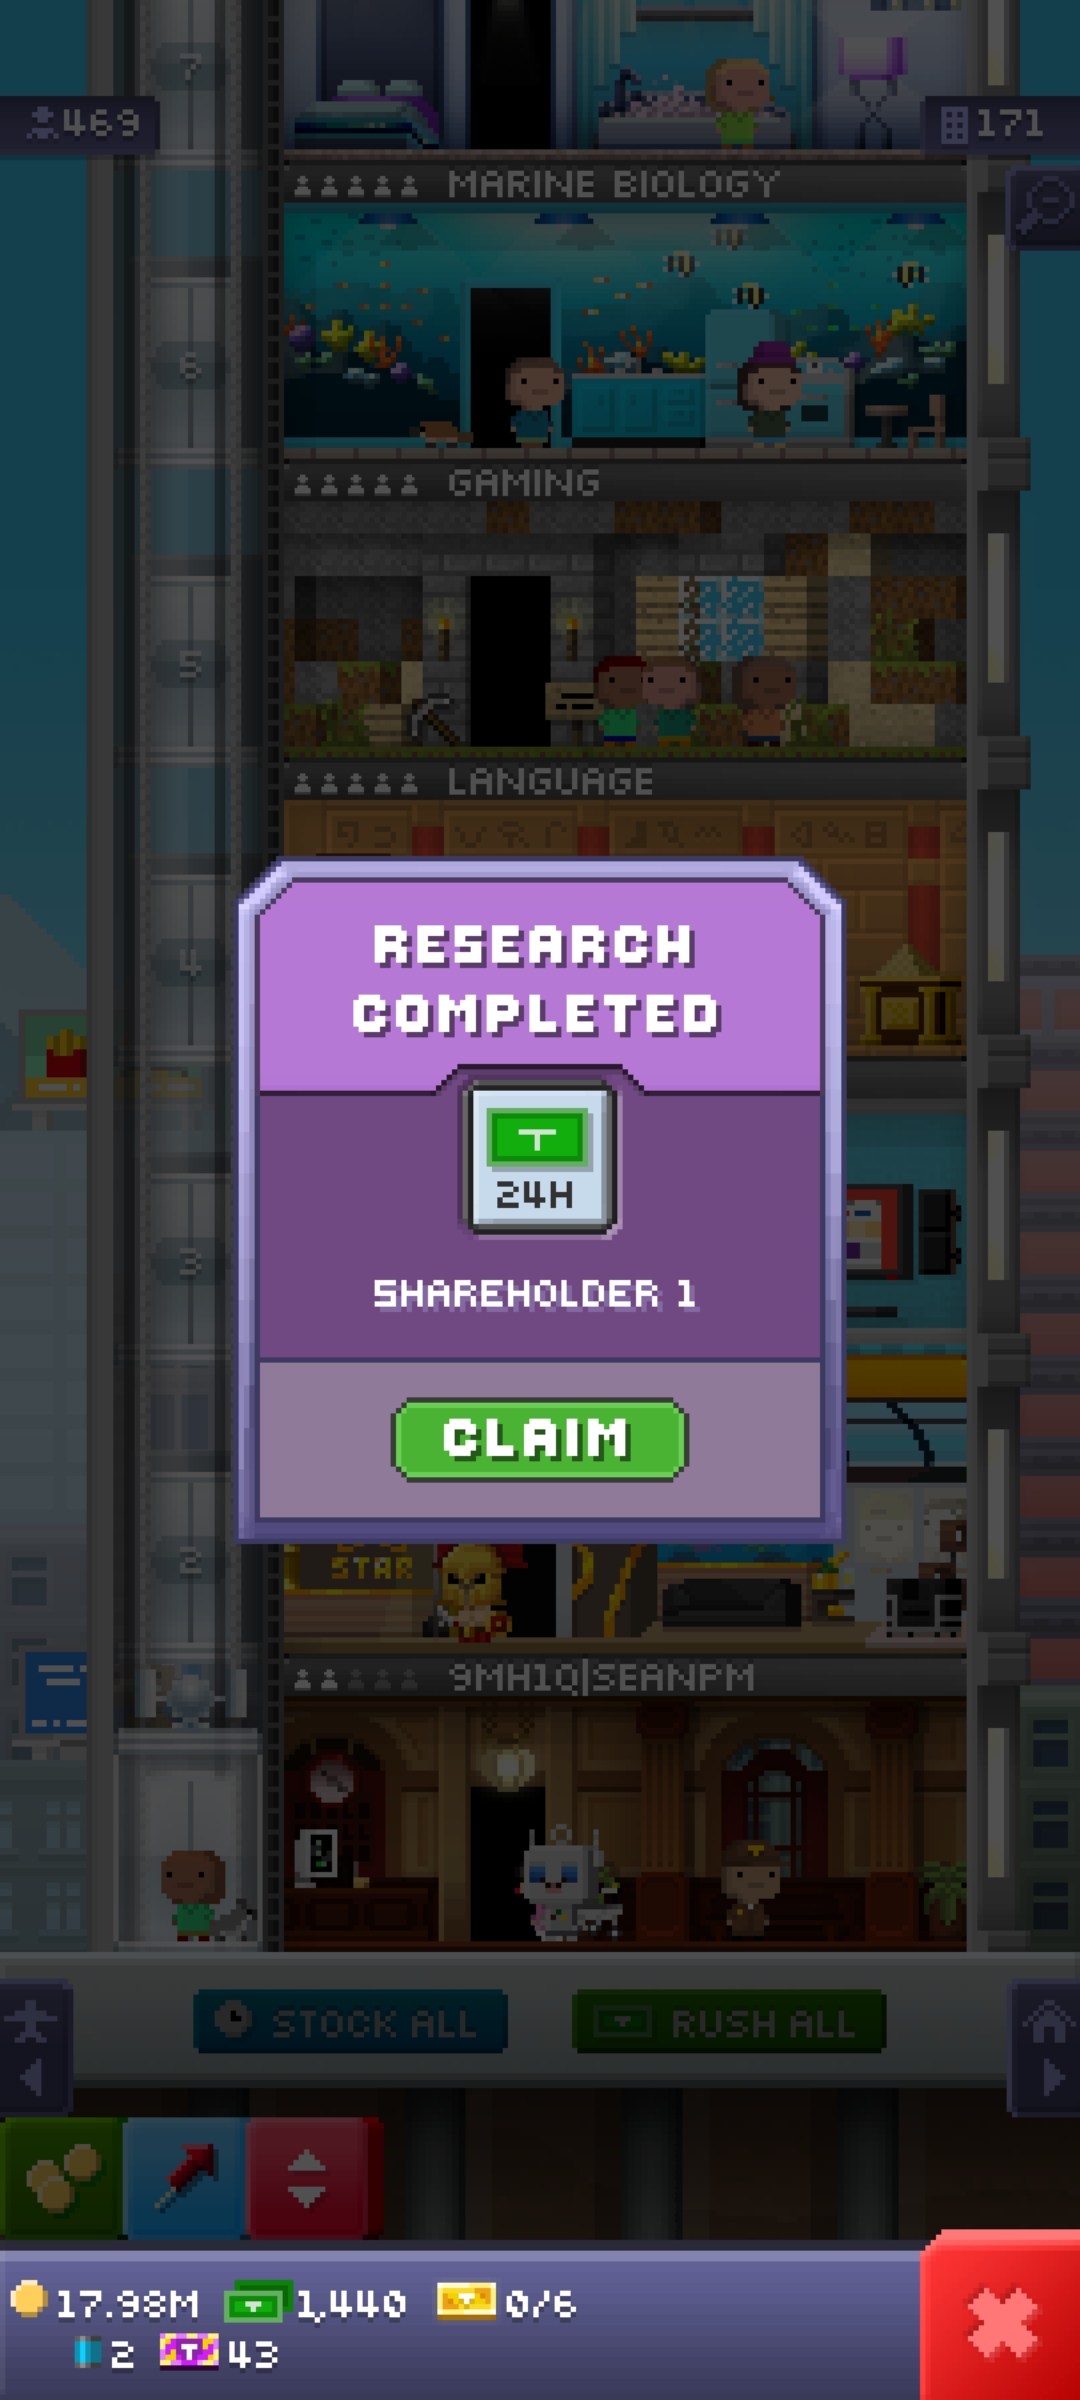 7
469
171
MARINE BIOLOGY
6
GAMING
5
LANGUAGE
4
RESEARCH
COMPLETED
T
24H
3
SHAREHOLDER 1
CLAIM
2
STAR
9MH1Q|SEANPM
STOCK ALL
RUSH ALL
17.98M
1,440
0/6
2
T
43